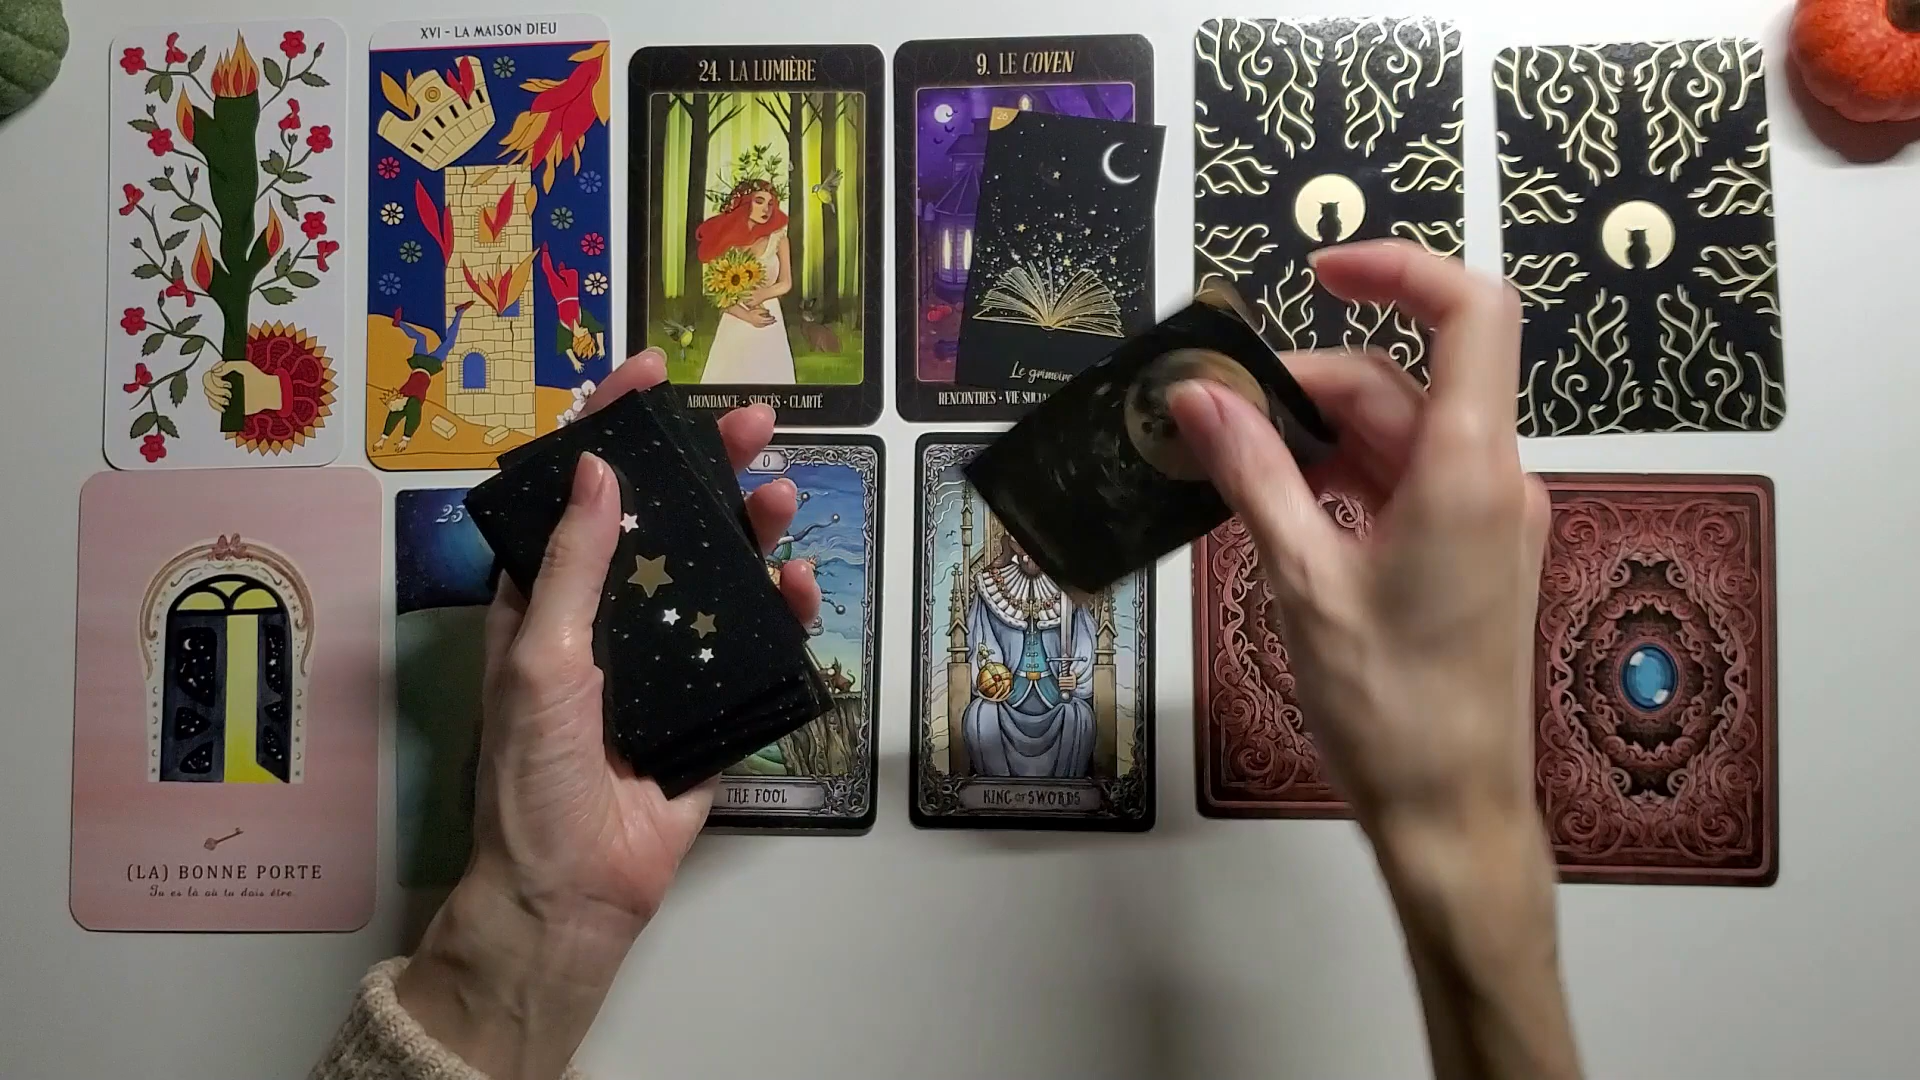 XVI - LA MAISON DIEU
24. LA LUMIÈRE
9. LE COVEN
26
Le grimoire
ABONDANCE • SUCCÈS • CLARTÉ
RENCONTRES • VIE
0
25
THE FOOL
KING OF SWORDS
(LA) BONNE PORTE
Tu es là où tu dois être.